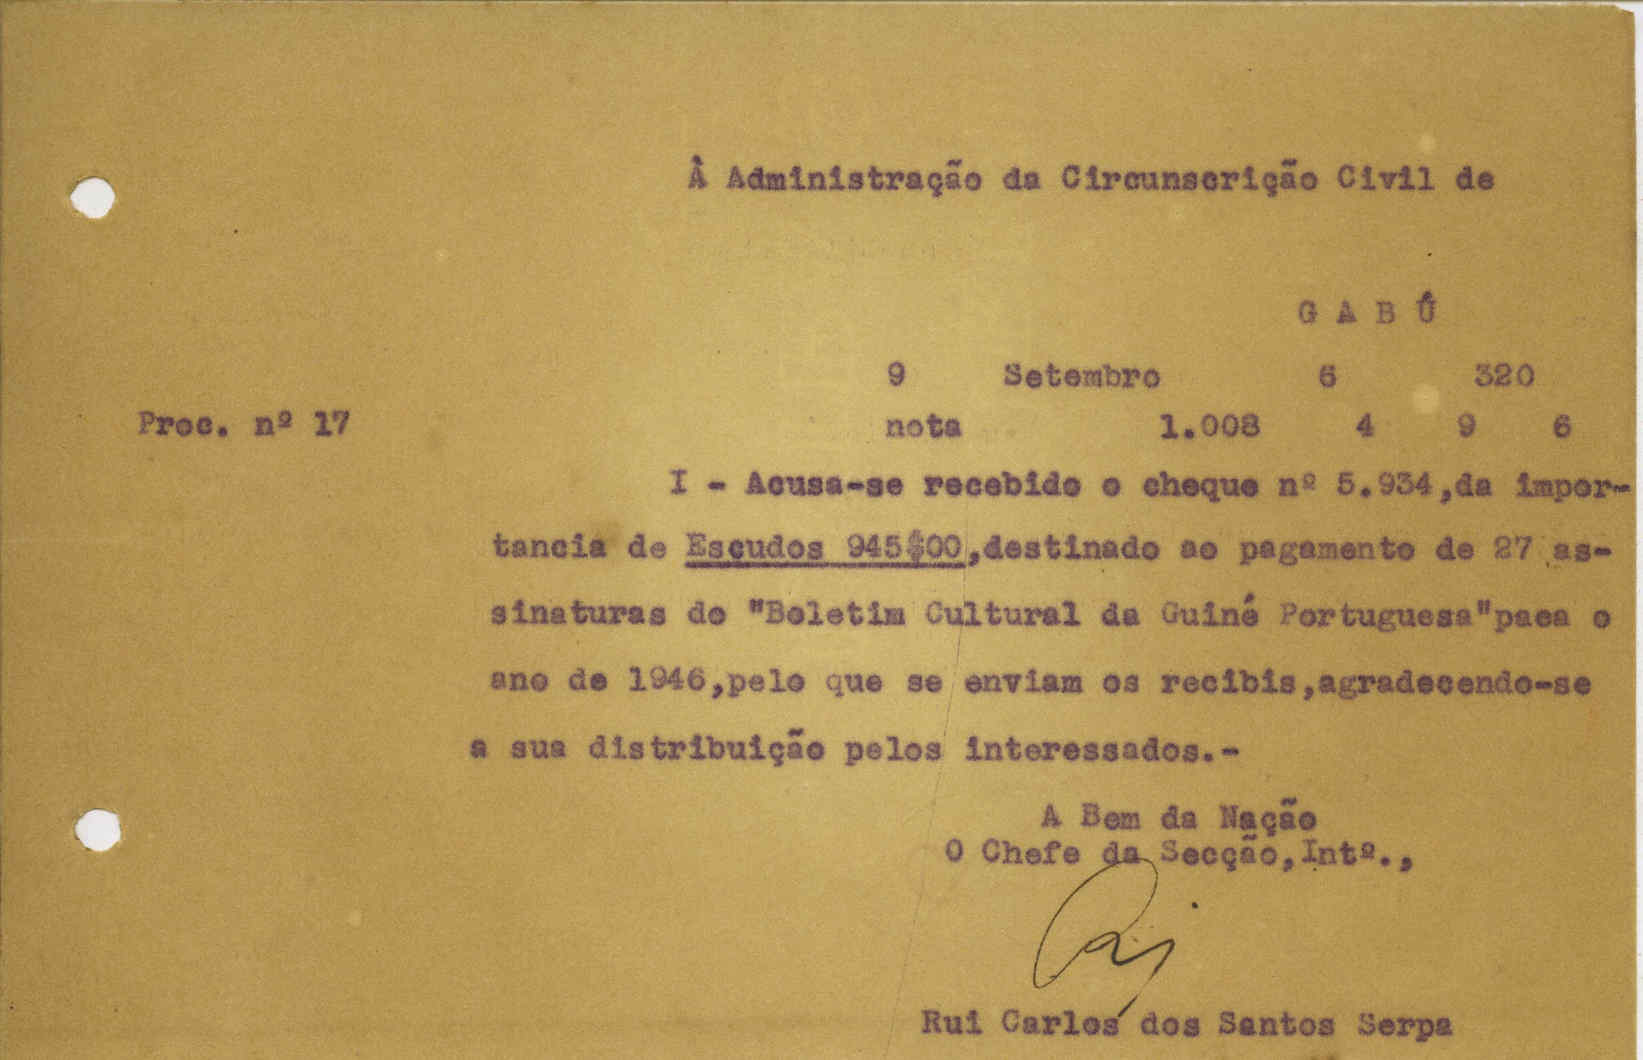 À Administração da Circunscrição Civil de
G A B Ú
9 Setembro 6 320
Proc. nº 17 nota 1.008 4 9 6
I - Acusa-se recebido o cheque nº 5.934,da impor-
tancia de Escudos 945$00,destinado ao pagamento de 27 as-
sinaturas do "Boletim Cultural da Guiné Portuguesa"paea o
ano de 1946,pelo que se enviam os recibis,agradecendo-se
a sua distribuição pelos interessados.-
A Bem da Nação
O Chefe da Secção,Intº.,
Rui Carlos dos Santos Serpa